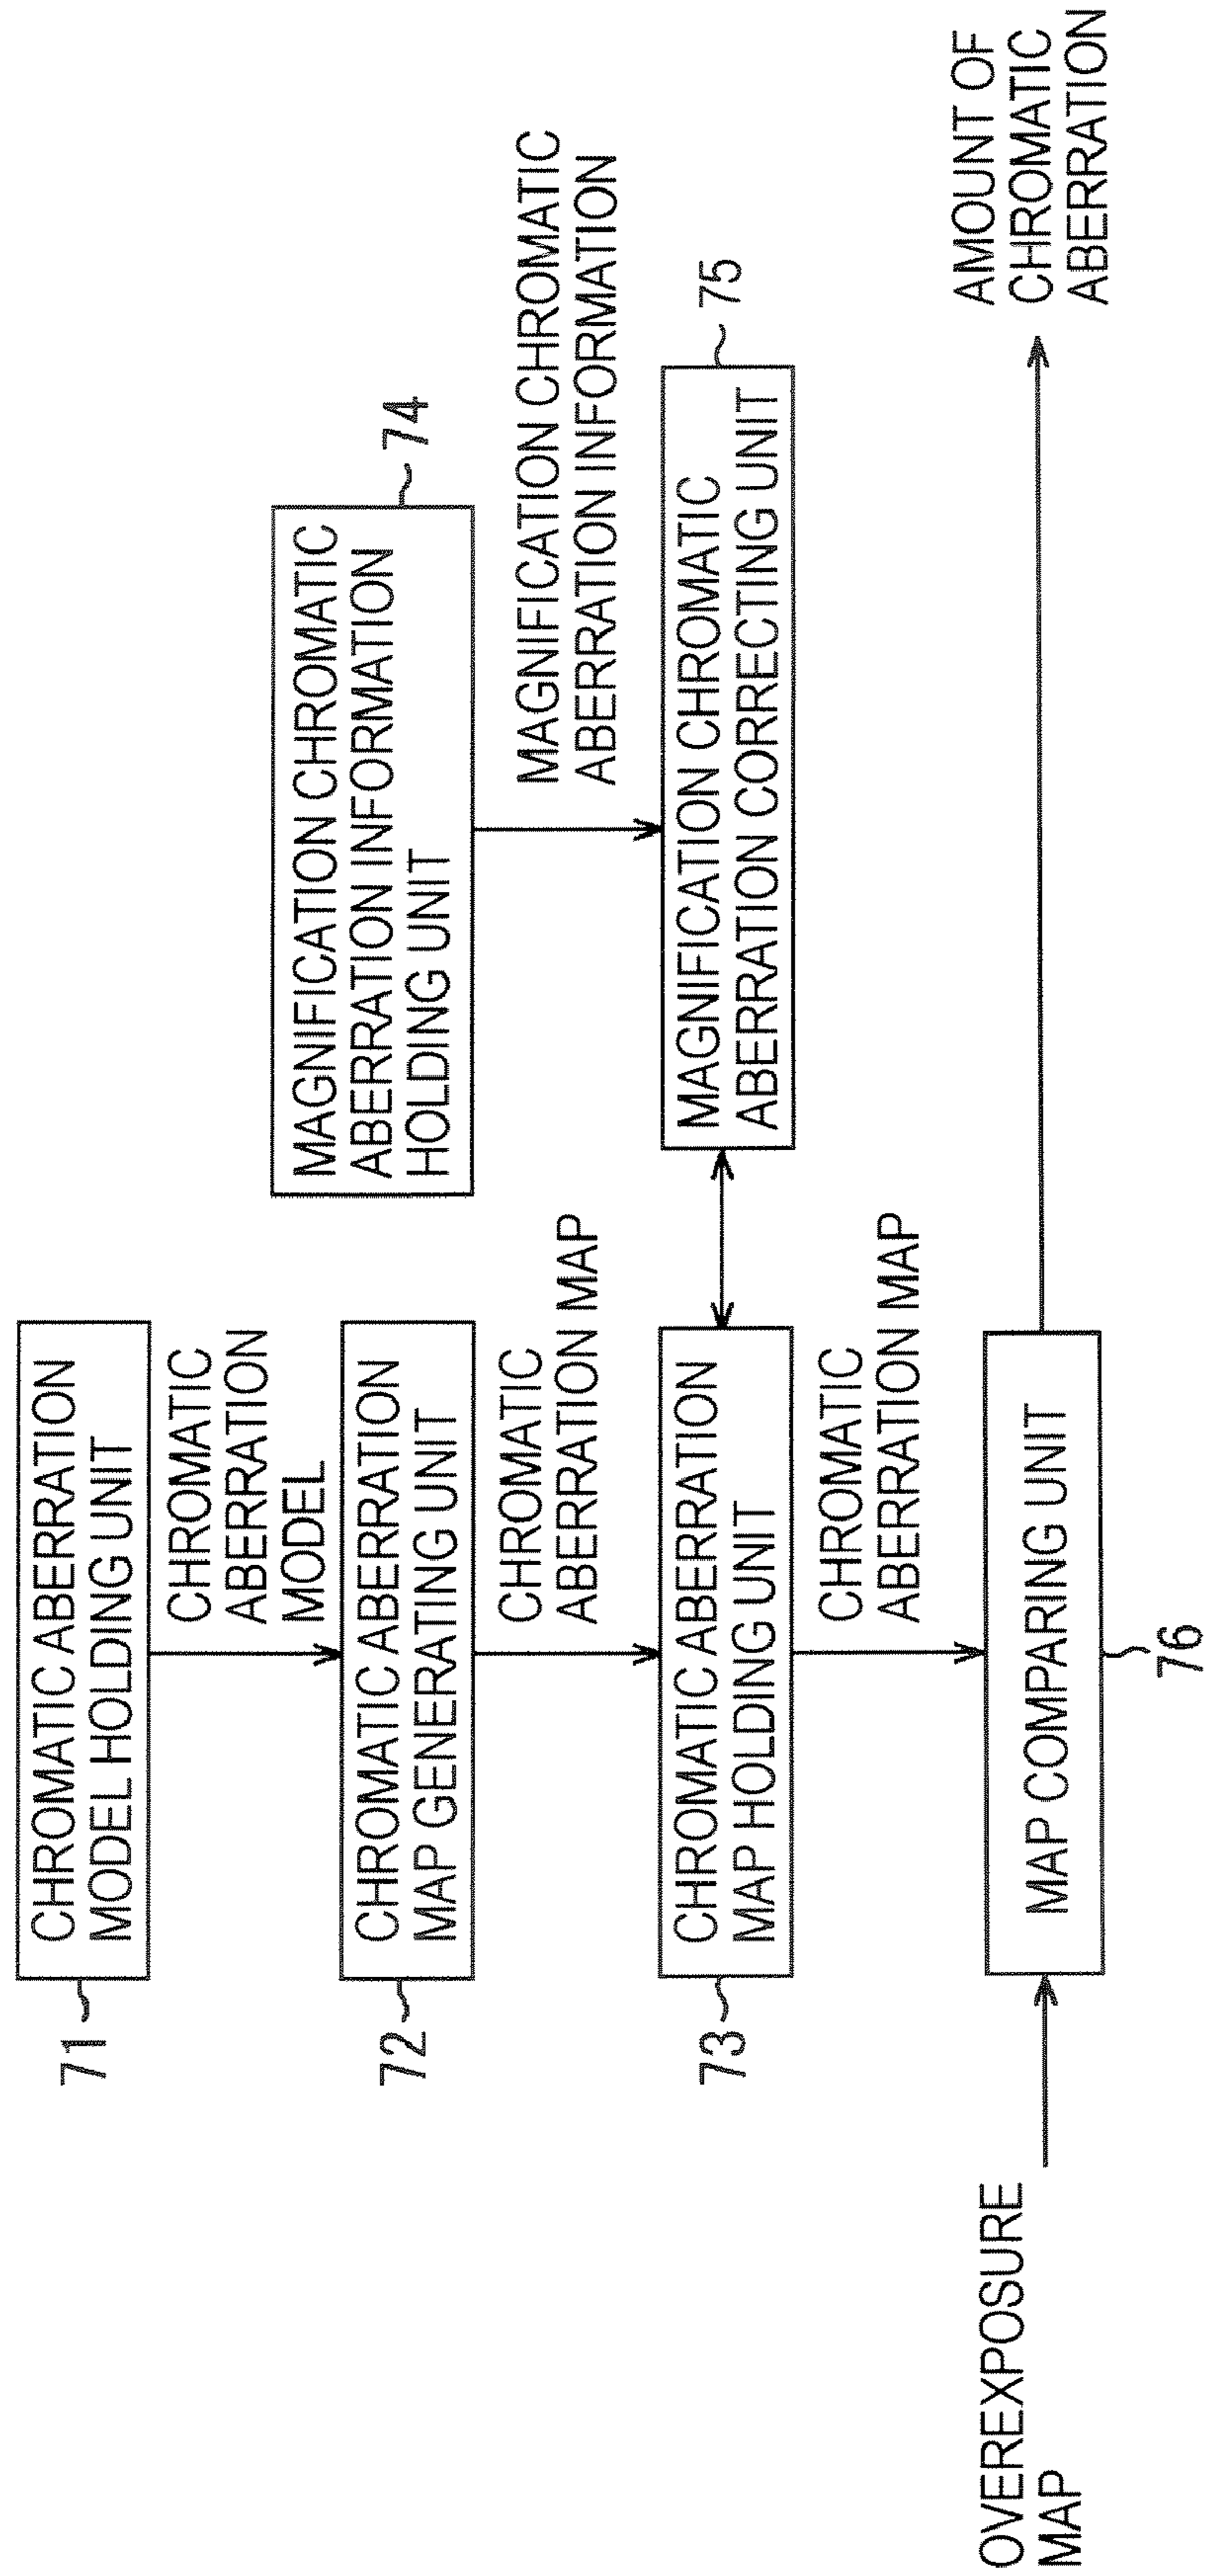 71
CHROMATIC ABERRATION
MODEL HOLDING UNIT
CHROMATIC
ABERRATION
MODEL
72
CHROMATIC ABERRATION
MAP GENERATING UNIT
MAGNIFICATION CHROMATIC
ABERRATION INFORMATION
HOLDING UNIT
74
CHROMATIC
ABERRATION MAP
MAGNIFICATION CHROMATIC
ABERRATION INFORMATION
73
CHROMATIC ABERRATION
MAP HOLDING UNIT
MAGNIFICATION CHROMATIC
ABERRATION CORRECTING UNIT
75
CHROMATIC
ABERRATION MAP
OVEREXPOSURE
MAP
MAP COMPARING UNIT
76
AMOUNT OF
CHROMATIC
ABERRATION